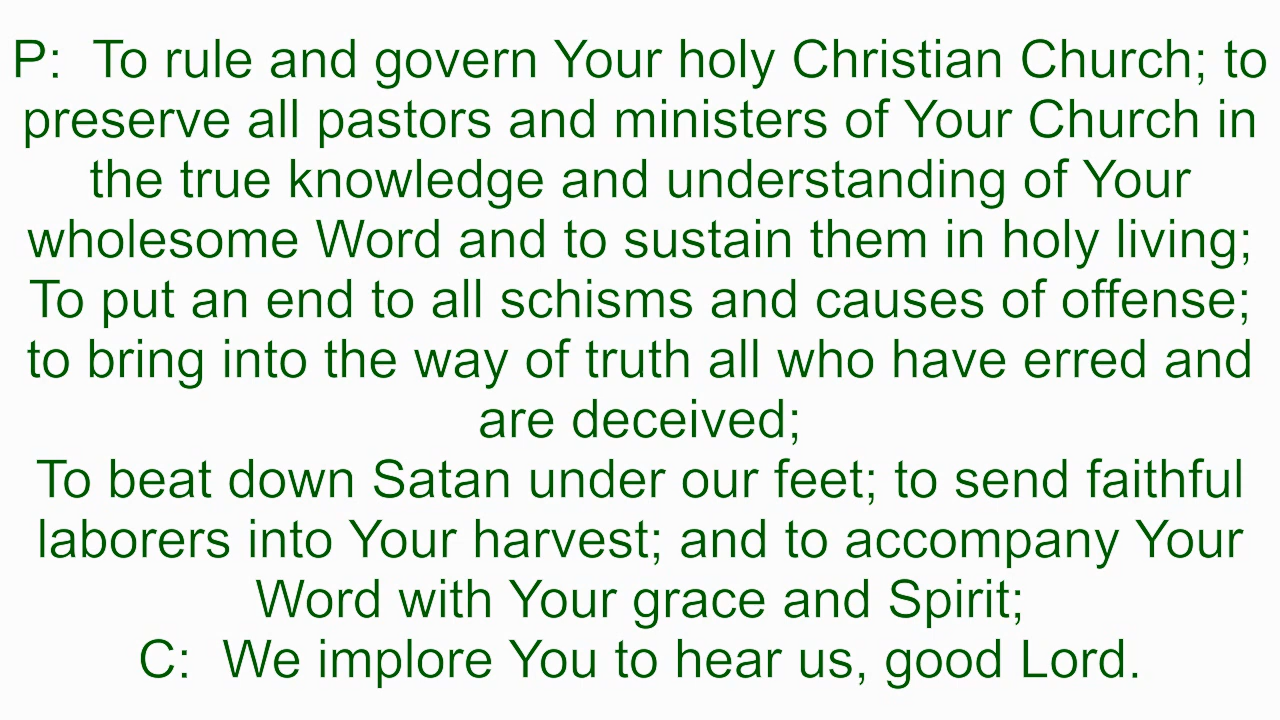 P:  To rule and govern Your holy Christian Church; to
preserve all pastors and ministers of Your Church in
the true knowledge and understanding of Your
wholesome Word and to sustain them in holy living;
To put an end to all schisms and causes of offense;
to bring into the way of truth all who have erred and
are deceived;
To beat down Satan under our feet; to send faithful
laborers into Your harvest; and to accompany Your
Word with Your grace and Spirit;
C:  We implore You to hear us, good Lord.